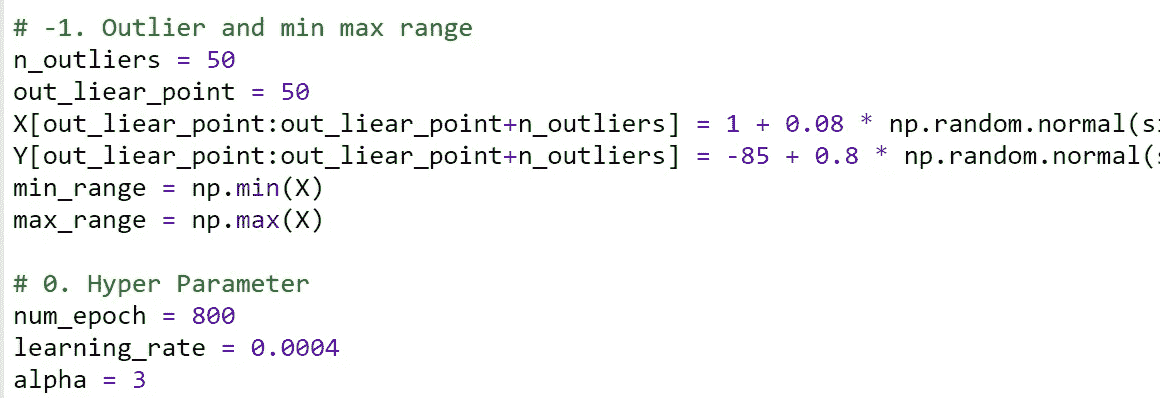 # -1. Outlier and min max range
n_outliers = 50
out_liear_point = 50
X[out_liear_point:out_liear_point+n_outliers] = 1 + 0.08 * np.random.normal(
Y[out_liear_point:out_liear_point+n_outliers] = -85 + 0.8 * np.random.normal(
min_range = np.min(X)
max_range = np.max(X)
# 0. Hyper Parameter
num_epoch = 800
learning_rate = 0.0004
alpha = 3